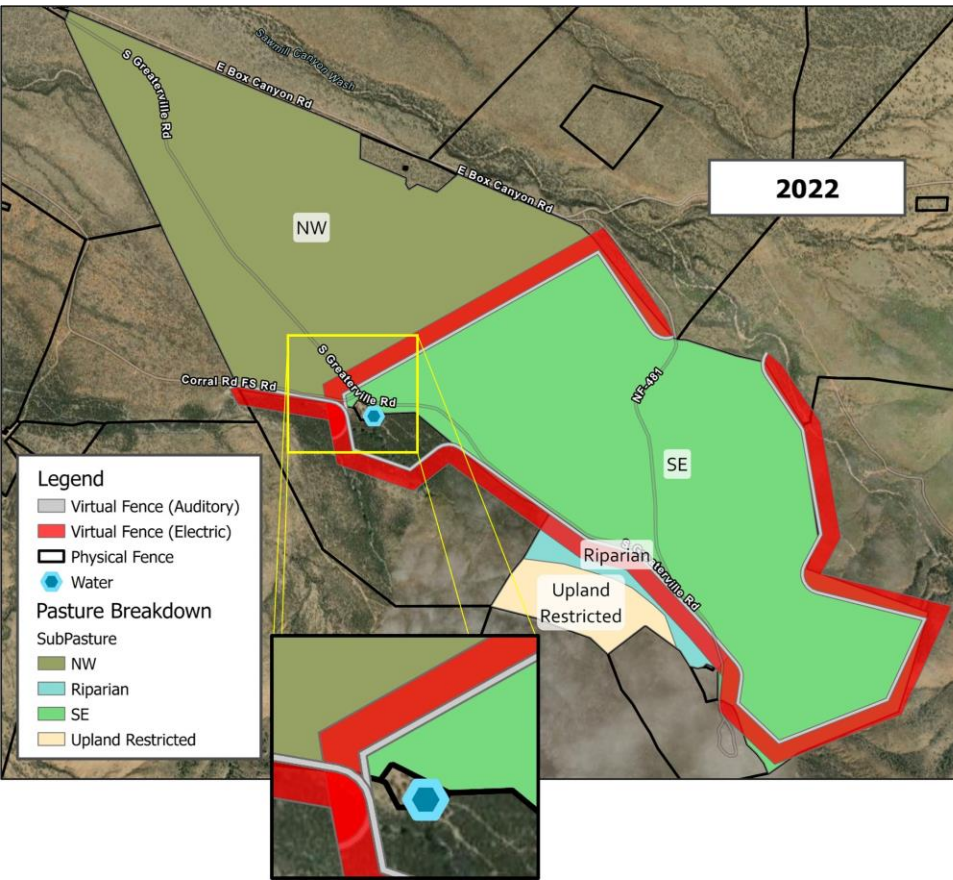 Sawmill Canyon Wash
S Greaterville Rd
E Box Canyon Rd
E Box Canyon Rd
2022
NW
S Greaterville Rd
Corral Rd FS Rd
NF-481
SE
Riparian
S Greaterville Rd
Upland
Restricted
Legend
Virtual Fence (Auditory)
Virtual Fence (Electric)
Physical Fence
Water
Pasture Breakdown
SubPasture
NW
Riparian
SE
Upland Restricted